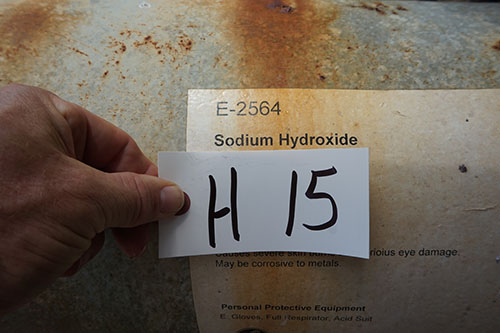 E-2564
Sodium Hydroxide
H 15
Causes severe skin eye damage.
May be corrosive to metals.
Personal Protective Equipment
E. Gloves, Full Respirator, Acid Suit